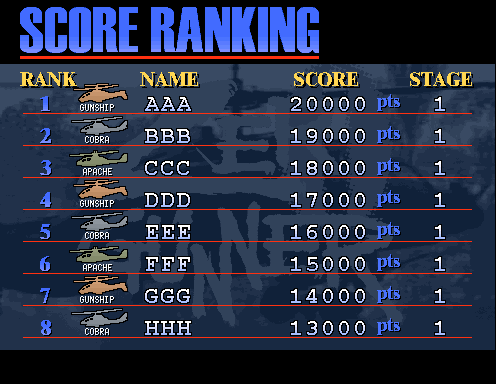 SCORE RANKING
RANK NAME SCORE STAGE
1 GUNSHIP AAA 20000 pts 1
2 COBRA BBB 19000 pts 1
3 APACHE CCC 18000 pts 1
4 GUNSHIP DDD 17000 pts 1
5 COBRA EEE 16000 pts 1
6 APACHE FFF 15000 pts 1
7 GUNSHIP GGG 14000 pts 1
8 COBRA HHH 13000 pts 1